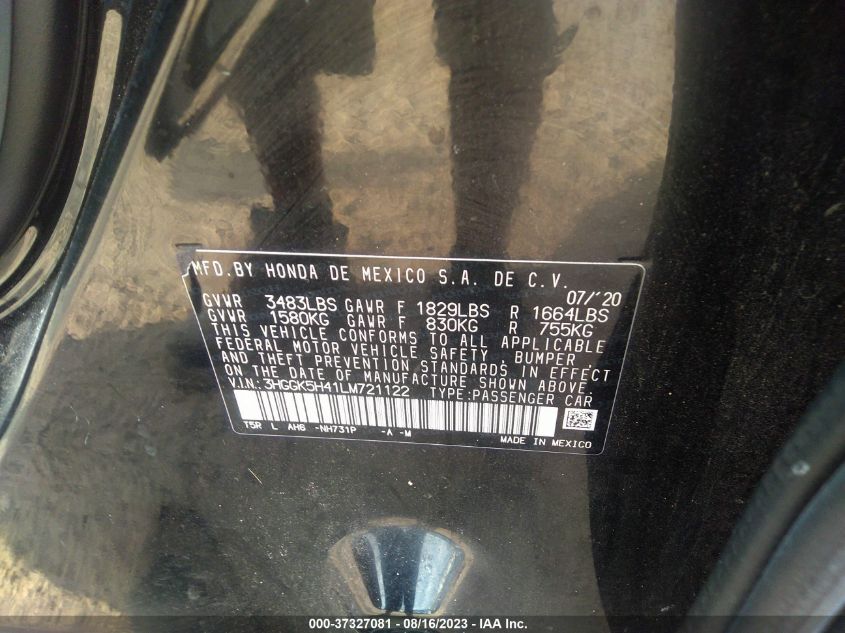 MFD.BY HONDA DE MEXICO S.A. DE C.V.
07/'20
GVWR 3483LBS GAWR F 1829LBS R 1664LBS
GVWR 1580KG GAWR F 830KG R 755KG
THIS VEHICLE CONFORMS TO ALL APPLICABLE
FEDERAL MOTOR VEHICLE SAFETY, BUMPER
AND THEFT PREVENTION STANDARDS IN EFFECT
ON THE DATE OF MANUFACTURE SHOWN ABOVE.
V.I.N.: 3HGGK5H41LM721122 TYPE:PASSENGER CAR
T5R L AH6 -NH731P -A -M
MADE IN MEXICO
000-37327081 - 08/16/2023 - IAA Inc.